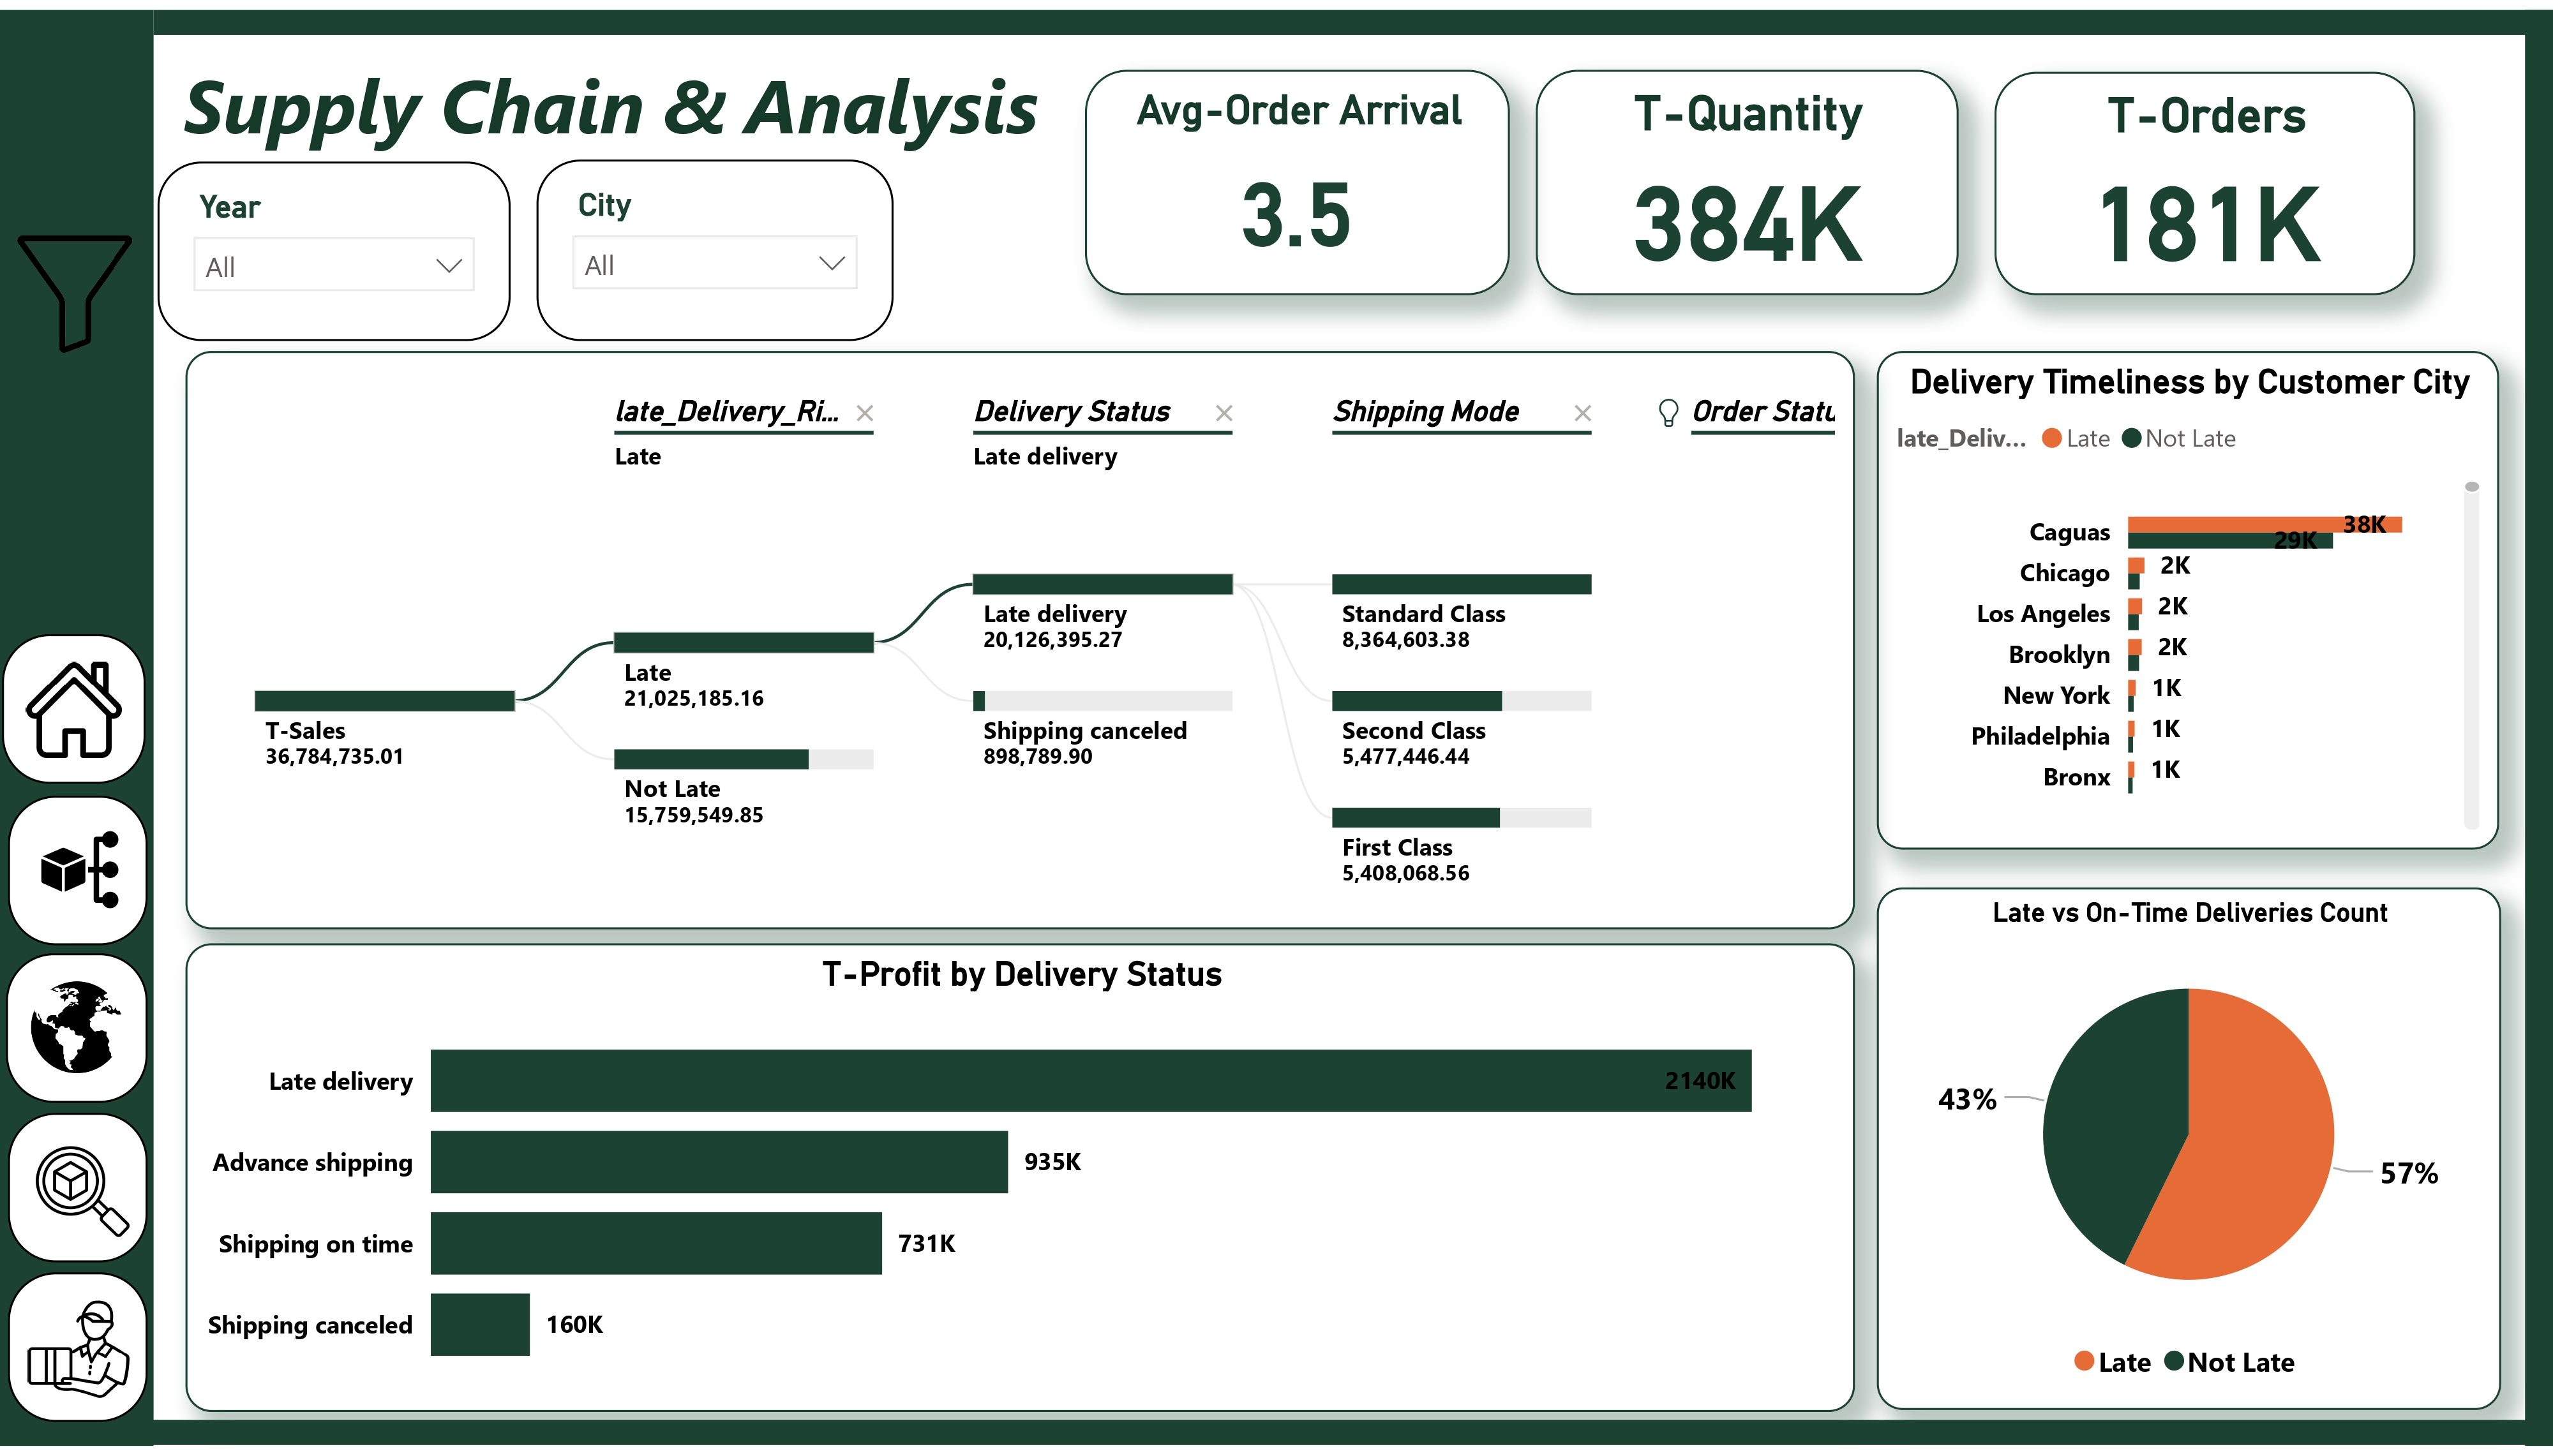 Supply Chain & Analysis
Year
All
City
All
Avg-Order Arrival
3.5
T-Quantity
384K
T-Orders
181K
late_Delivery_Ri...
Late
Delivery Status
Late delivery
Shipping Mode
Order Statu
T-Sales
36,784,735.01
Late
21,025,185.16
Not Late
15,759,549.85
Late delivery
20,126,395.27
Shipping canceled
898,789.90
Standard Class
8,364,603.38
Second Class
5,477,446.44
First Class
5,408,068.56
Delivery Timeliness by Customer City
late_Deliv... Late Not Late
Caguas 38K
29K
Chicago 2K
Los Angeles 2K
Brooklyn 2K
New York 1K
Philadelphia 1K
Bronx 1K
T-Profit by Delivery Status
Late delivery 2140K
Advance shipping 935K
Shipping on time 731K
Shipping canceled 160K
Late vs On-Time Deliveries Count
43%
57%
Late Not Late